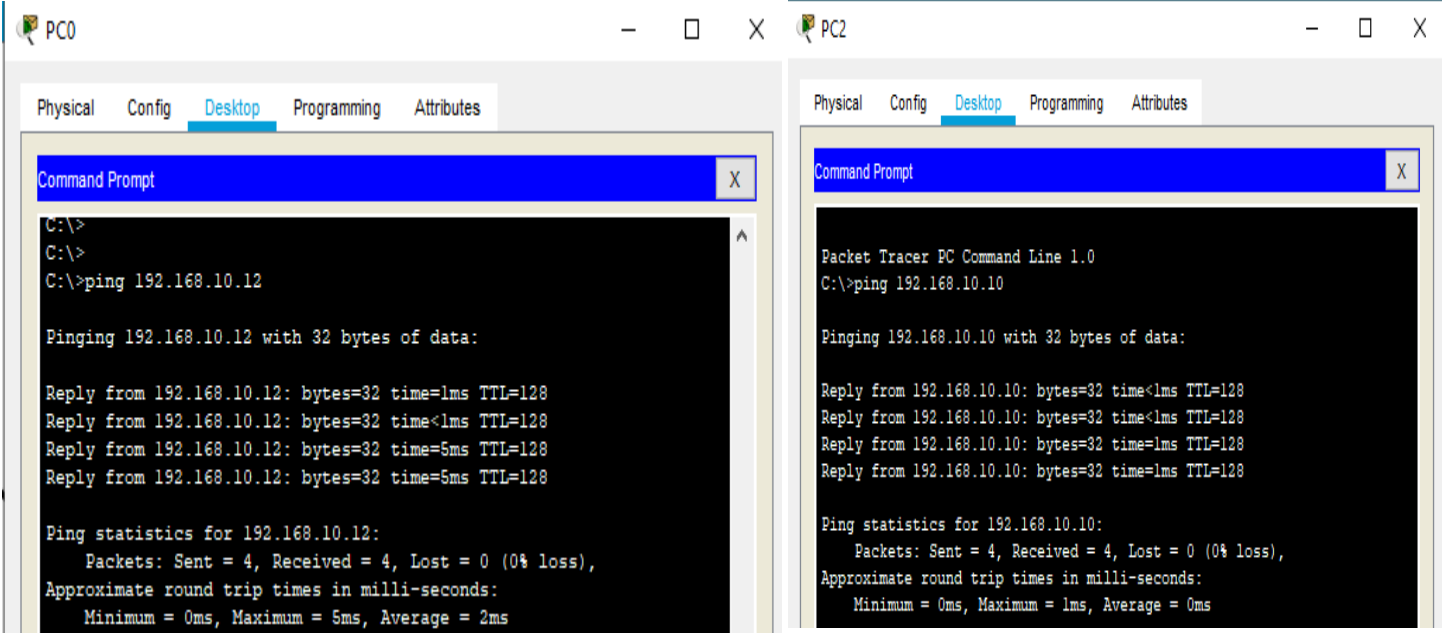 PC0
Physical Config Desktop Programming Attributes
Command Prompt
X
C:\>
C:\>
C:\>ping 192.168.10.12
Pinging 192.168.10.12 with 32 bytes of data:
Reply from 192.168.10.12: bytes=32 time=1ms TTL=128
Reply from 192.168.10.12: bytes=32 time<1ms TTL=128
Reply from 192.168.10.12: bytes=32 time=5ms TTL=128
Reply from 192.168.10.12: bytes=32 time=5ms TTL=128
Ping statistics for 192.168.10.12:
Packets: Sent = 4, Received = 4, Lost = 0 (0% loss),
Approximate round trip times in milli-seconds:
Minimum = 0ms, Maximum = 5ms, Average = 2ms
PC2
Physical Config Desktop Programming Attributes
Command Prompt
X
Packet Tracer PC Command Line 1.0
C:\>ping 192.168.10.10
Pinging 192.168.10.10 with 32 bytes of data:
Reply from 192.168.10.10: bytes=32 time<1ms TTL=128
Reply from 192.168.10.10: bytes=32 time<1ms TTL=128
Reply from 192.168.10.10: bytes=32 time=1ms TTL=128
Reply from 192.168.10.10: bytes=32 time=1ms TTL=128
Ping statistics for 192.168.10.10:
Packets: Sent = 4, Received = 4, Lost = 0 (0% loss),
Approximate round trip times in milli-seconds:
Minimum = 0ms, Maximum = 1ms, Average = 0ms